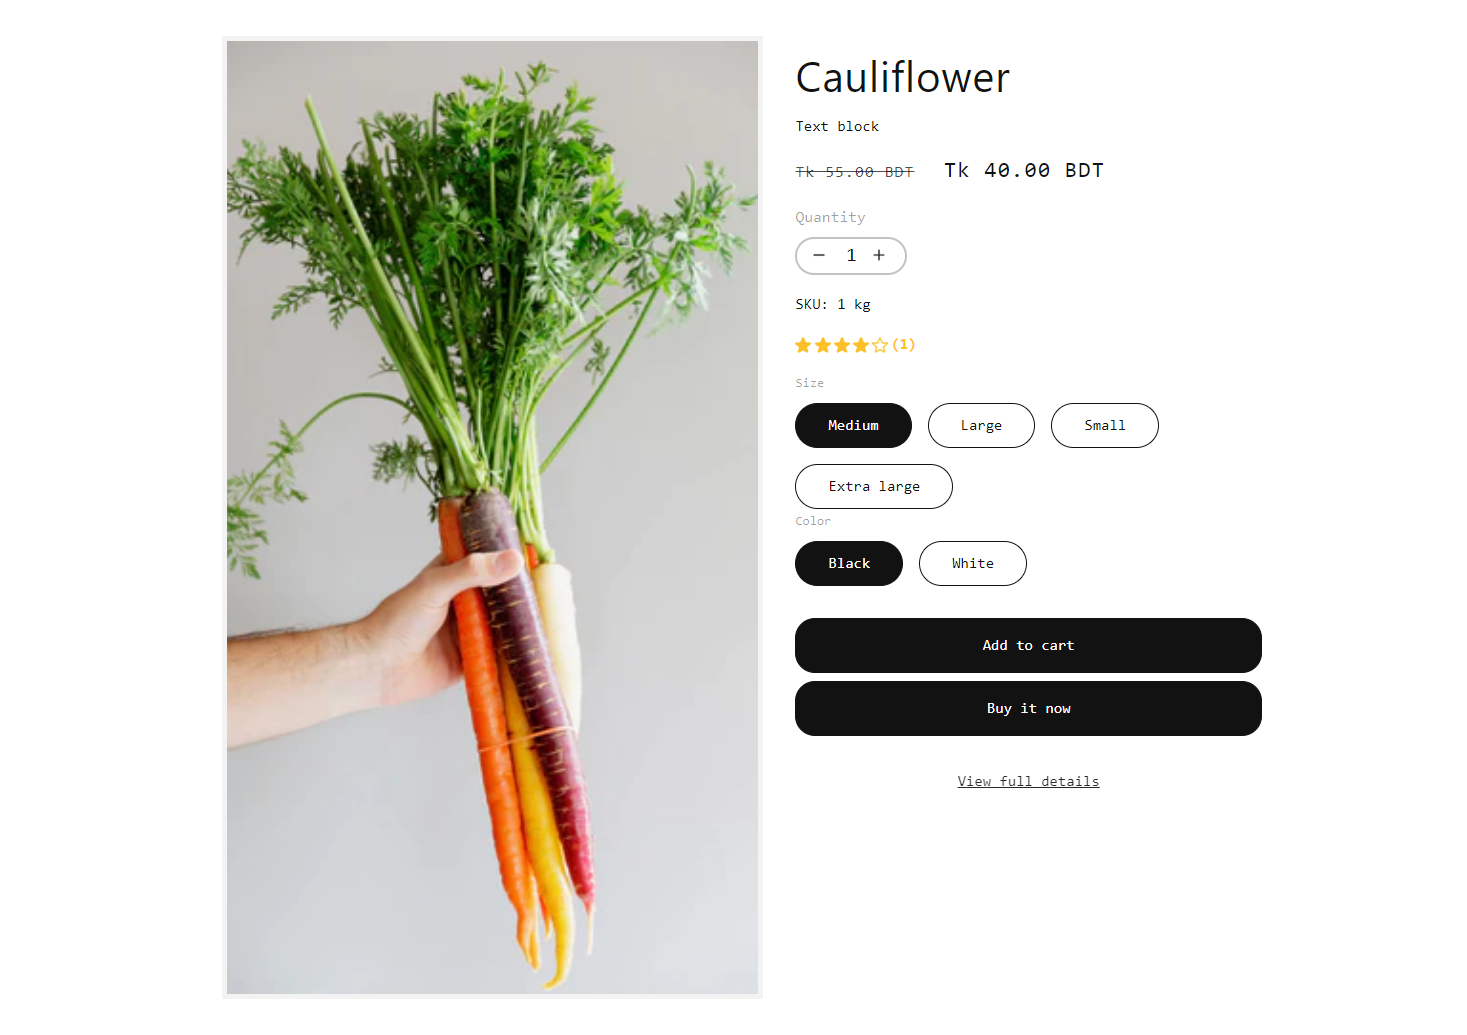 Cauliflower
Text block
Tk 55.00 BDT Tk 40.00 BDT
Quantity
− 1 +
SKU: 1 kg
(1)
Size
Medium Large Small
Extra large
Color
Black White
Add to cart
Buy it now
View full details